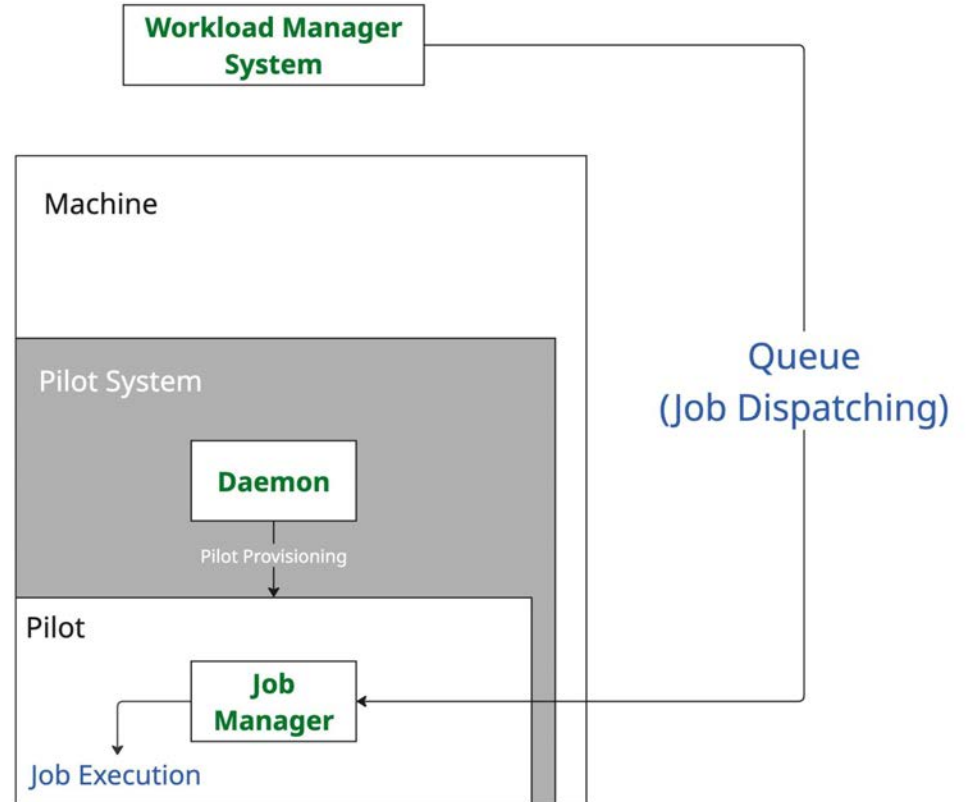 Workload Manager
System
Machine
Pilot System
Queue
(Job Dispatching)
Daemon
Pilot Provisioning
Pilot
Job
Manager
Job Execution